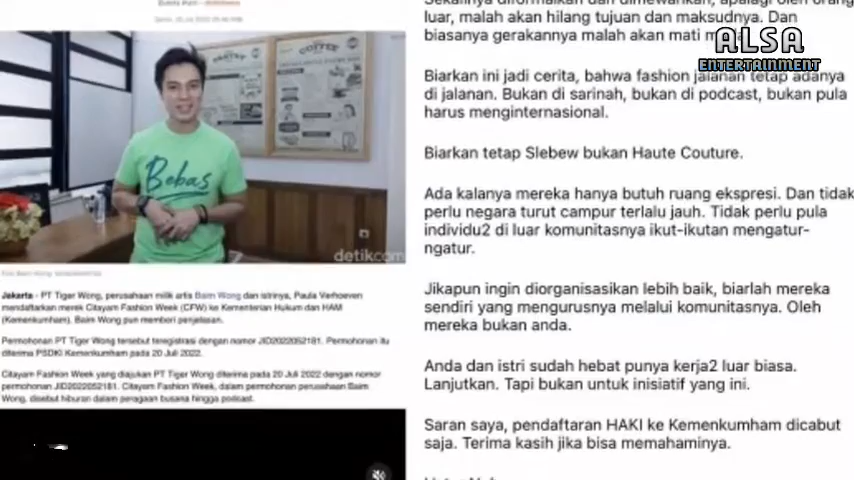 Bebas
detikcom
Jakarta - PT Tiger Wong, perusahaan milik artis Baim Wong dan istrinya, Paula Verhoeven
mendaftarkan merek Citayam Fashion Week (CFW) ke Kementerian Hukum dan HAM
(Kemenkumham). Baim Wong pun memberi penjelasan.
Permohonan PT Tiger Wong tersebut teregistrasi dengan nomor JID2022052181. Permohonan itu
diterima PSDKI Kemenkumham pada 20 Juli 2022.
Citayam Fashion Week yang diajukan PT Tiger Wong diterima pada 20 Juli 2022 dengan nomor
permohonan JID2022052181. Citayam Fashion Week, dalam permohonan perusahaan Baim
Wong, disebut hiburan dalam peragaan busana hingga podcast.
Sekalinya diformalkan dan dimewahkan, apalagi oleh orang
luar, malah akan hilang tujuan dan maksudnya. Dan
biasanya gerakannya malah akan mati
ALSA
ENTERTAINMENT
Biarkan ini jadi cerita, bahwa fashion jalanan tetap adanya
di jalanan. Bukan di sarinah, bukan di podcast, bukan pula
harus menginternasional.
Biarkan tetap Slebew bukan Haute Couture.
Ada kalanya mereka hanya butuh ruang ekspresi. Dan tidak
perlu negara turut campur terlalu jauh. Tidak perlu pula
individu2 di luar komunitasnya ikut-ikutan mengatur-
ngatur.
Jikapun ingin diorganisasikan lebih baik, biarlah mereka
sendiri yang mengurusnya melalui komunitasnya. Oleh
mereka bukan anda.
Anda dan istri sudah hebat punya kerja2 luar biasa.
Lanjutkan. Tapi bukan untuk inisiatif yang ini.
Saran saya, pendaftaran HAKI ke Kemenkumham dicabut
saja. Terima kasih jika bisa memahaminya.